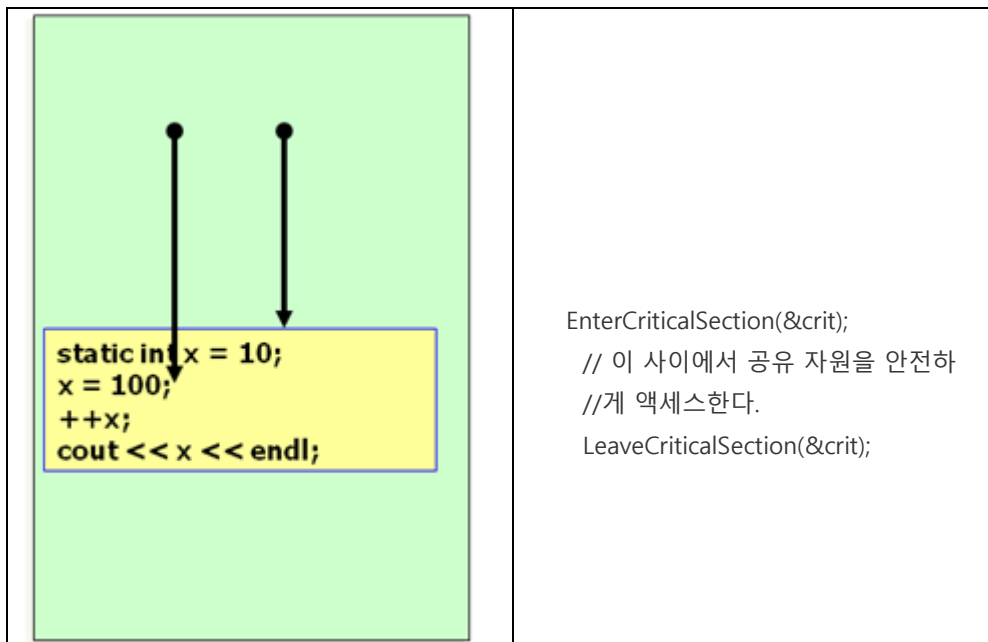 static int x = 10;
x = 100;
++x;
cout << x << endl;
EnterCriticalSection(&crit);
// 이 사이에서 공유 자원을 안전하
//게 액세스한다.
LeaveCriticalSection(&crit);